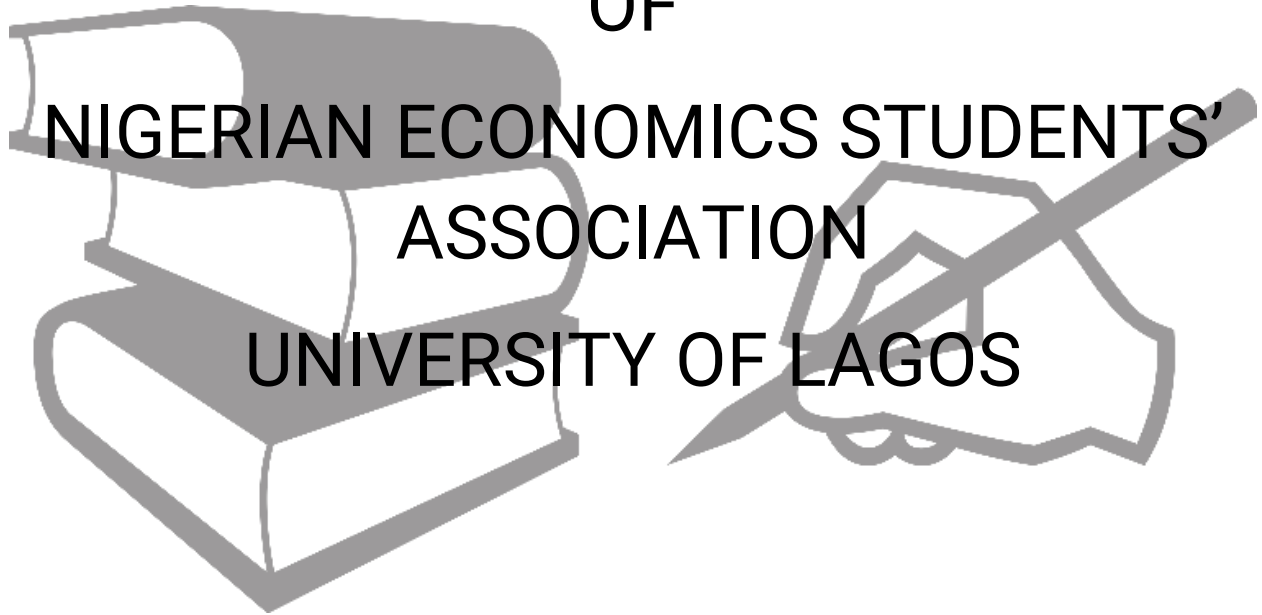 OF
NIGERIAN ECONOMICS STUDENTS’
ASSOCIATION
UNIVERSITY OF LAGOS